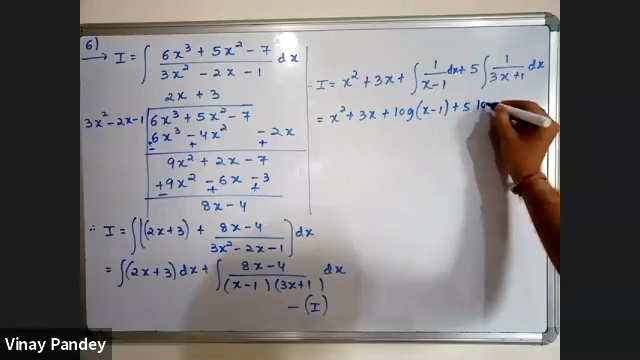 6)
→ I = ∫ (6x³ + 5x² - 7)/(3x² - 2x - 1) dx
2x + 3
3x² - 2x - 1 | 6x³ + 5x² - 7
6x³ - 4x² - 2x
- + +
9x² + 2x - 7
+9x² - 6x - 3
- + +
8x - 4
∴ I = ∫[(2x+3) + (8x-4)/(3x² - 2x - 1)] dx
= ∫(2x+3) dx + ∫ (8x-4)/((x-1)(3x+1)) dx
- (I)
∴ I = x² + 3x + ∫ 1/(x-1) dx + 5 ∫ 1/(3x+1) dx
= x² + 3x + log(x-1) + 5 lo
Vinay Pandey